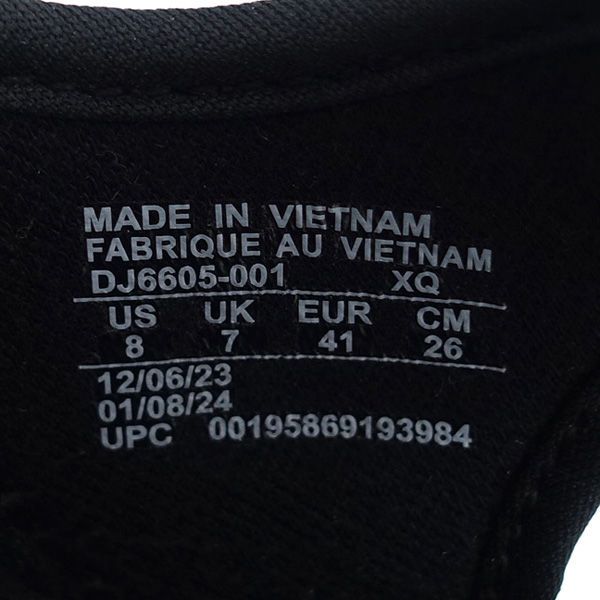 MADE IN VIETNAM
FABRIQUE AU VIETNAM
DJ6605-001 XQ
US UK EUR CM
8 7 41 26
12/06/23
01/08/24
UPC 00195869193984